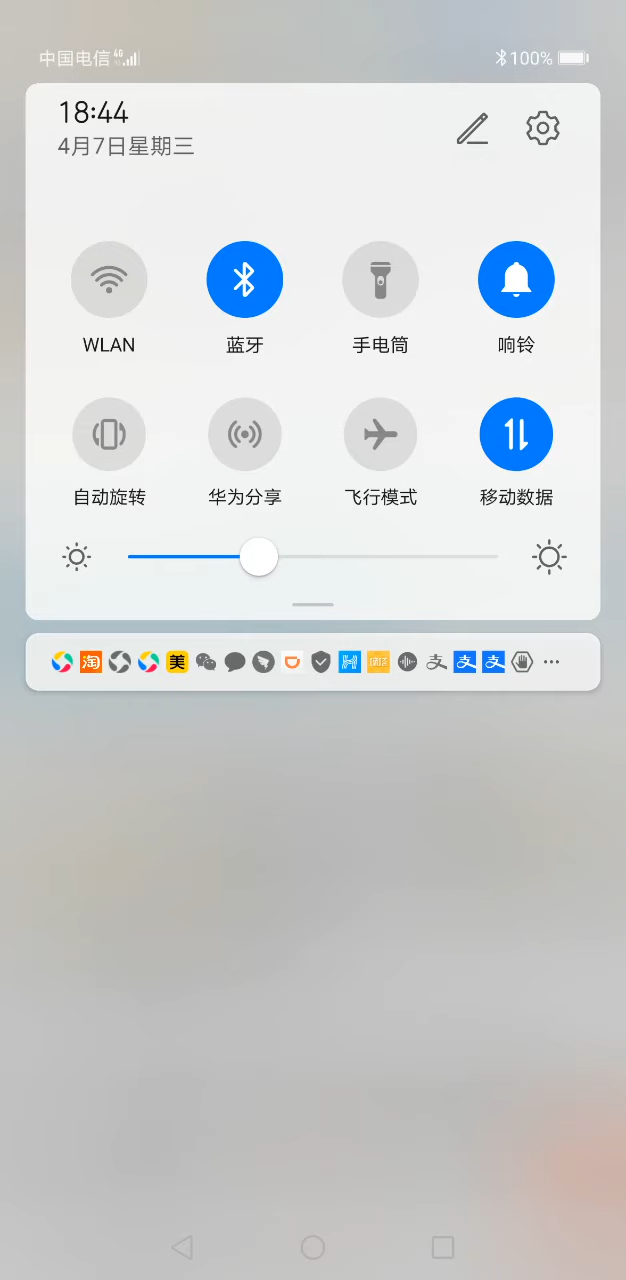 中国电信 4G 100%
18:44
4月7日星期三
WLAN 蓝牙 手电筒 响铃
自动旋转 华为分享 飞行模式 移动数据
淘 美 支 支 支